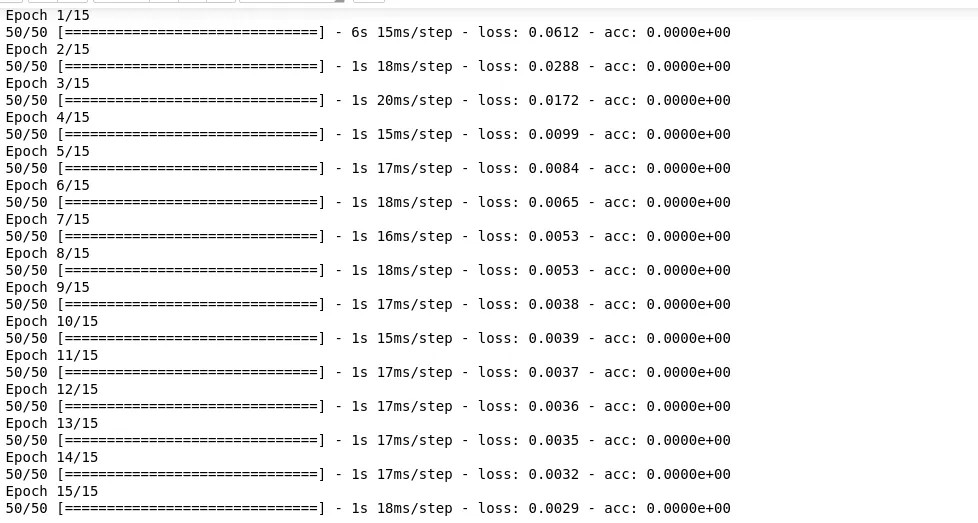 Epoch 1/15
50/50 [==============================] - 6s 15ms/step - loss: 0.0612 - acc: 0.0000e+00
Epoch 2/15
50/50 [==============================] - 1s 18ms/step - loss: 0.0288 - acc: 0.0000e+00
Epoch 3/15
50/50 [==============================] - 1s 20ms/step - loss: 0.0172 - acc: 0.0000e+00
Epoch 4/15
50/50 [==============================] - 1s 15ms/step - loss: 0.0099 - acc: 0.0000e+00
Epoch 5/15
50/50 [==============================] - 1s 17ms/step - loss: 0.0084 - acc: 0.0000e+00
Epoch 6/15
50/50 [==============================] - 1s 18ms/step - loss: 0.0065 - acc: 0.0000e+00
Epoch 7/15
50/50 [==============================] - 1s 16ms/step - loss: 0.0053 - acc: 0.0000e+00
Epoch 8/15
50/50 [==============================] - 1s 18ms/step - loss: 0.0053 - acc: 0.0000e+00
Epoch 9/15
50/50 [==============================] - 1s 17ms/step - loss: 0.0038 - acc: 0.0000e+00
Epoch 10/15
50/50 [==============================] - 1s 15ms/step - loss: 0.0039 - acc: 0.0000e+00
Epoch 11/15
50/50 [==============================] - 1s 17ms/step - loss: 0.0037 - acc: 0.0000e+00
Epoch 12/15
50/50 [==============================] - 1s 17ms/step - loss: 0.0036 - acc: 0.0000e+00
Epoch 13/15
50/50 [==============================] - 1s 17ms/step - loss: 0.0035 - acc: 0.0000e+00
Epoch 14/15
50/50 [==============================] - 1s 17ms/step - loss: 0.0032 - acc: 0.0000e+00
Epoch 15/15
50/50 [==============================] - 1s 18ms/step - loss: 0.0029 - acc: 0.0000e+00